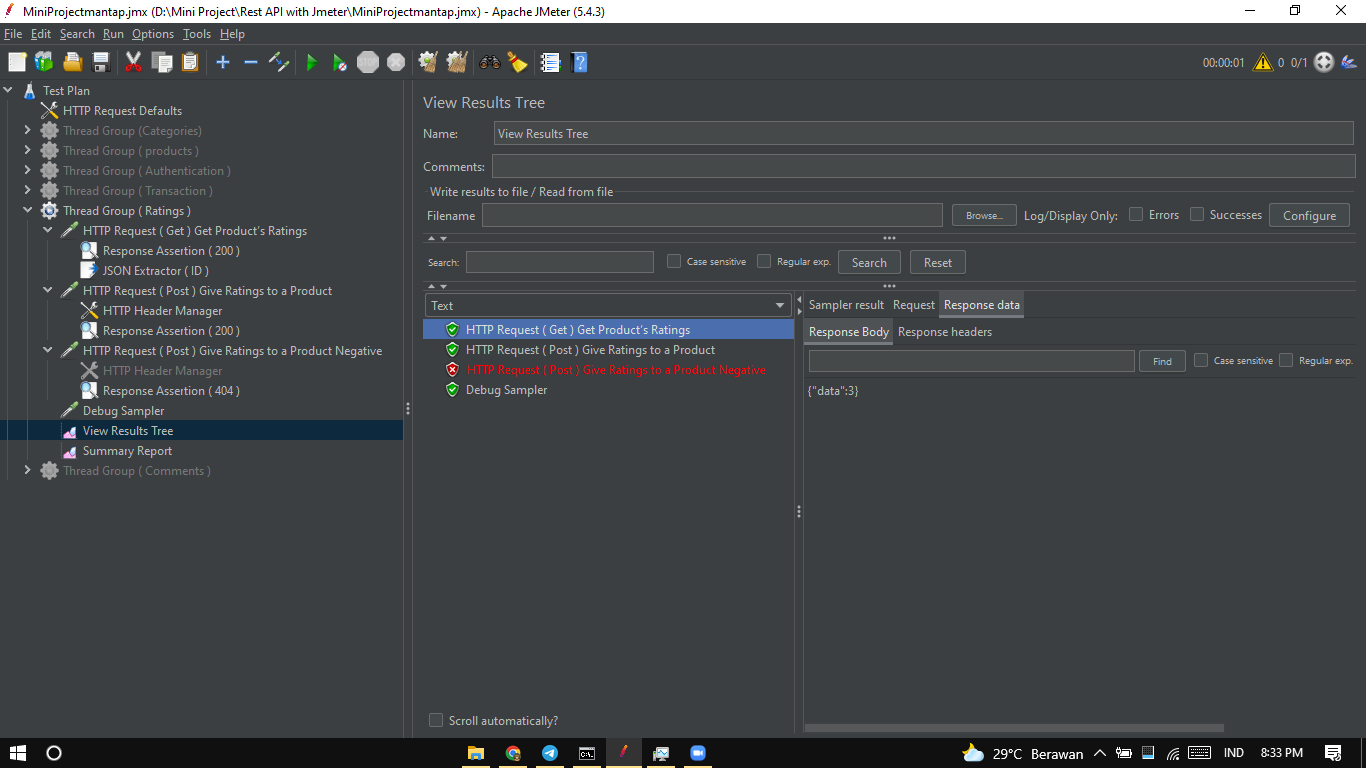 MiniProjectmantap.jmx (D:\Mini Project\Rest API with Jmeter\MiniProjectmantap.jmx) - Apache JMeter (5.4.3)
File Edit Search Run Options Tools Help
STOP 00:00:01 0 0/1
Test Plan
HTTP Request Defaults
Thread Group (Categories)
Thread Group ( products )
Thread Group ( Authentication )
Thread Group ( Transaction )
Thread Group ( Ratings )
HTTP Request ( Get ) Get Product's Ratings
Response Assertion ( 200 )
JSON Extractor ( ID )
HTTP Request ( Post ) Give Ratings to a Product
HTTP Header Manager
Response Assertion ( 200 )
HTTP Request ( Post ) Give Ratings to a Product Negative
HTTP Header Manager
Response Assertion ( 404 )
Debug Sampler
View Results Tree
Summary Report
Thread Group ( Comments )
View Results Tree
Name: View Results Tree
Comments:
Write results to file / Read from file
Filename Browse... Log/Display Only: Errors Successes Configure
Search: Case sensitive Regular exp. Search Reset
Text
HTTP Request ( Get ) Get Product's Ratings
HTTP Request ( Post ) Give Ratings to a Product
HTTP Request ( Post ) Give Ratings to a Product Negative
Debug Sampler
Scroll automatically?
Sampler result Request Response data
Response Body Response headers
Find Case sensitive Regular exp.
{"data":3}
29°C Berawan IND 8:33 PM